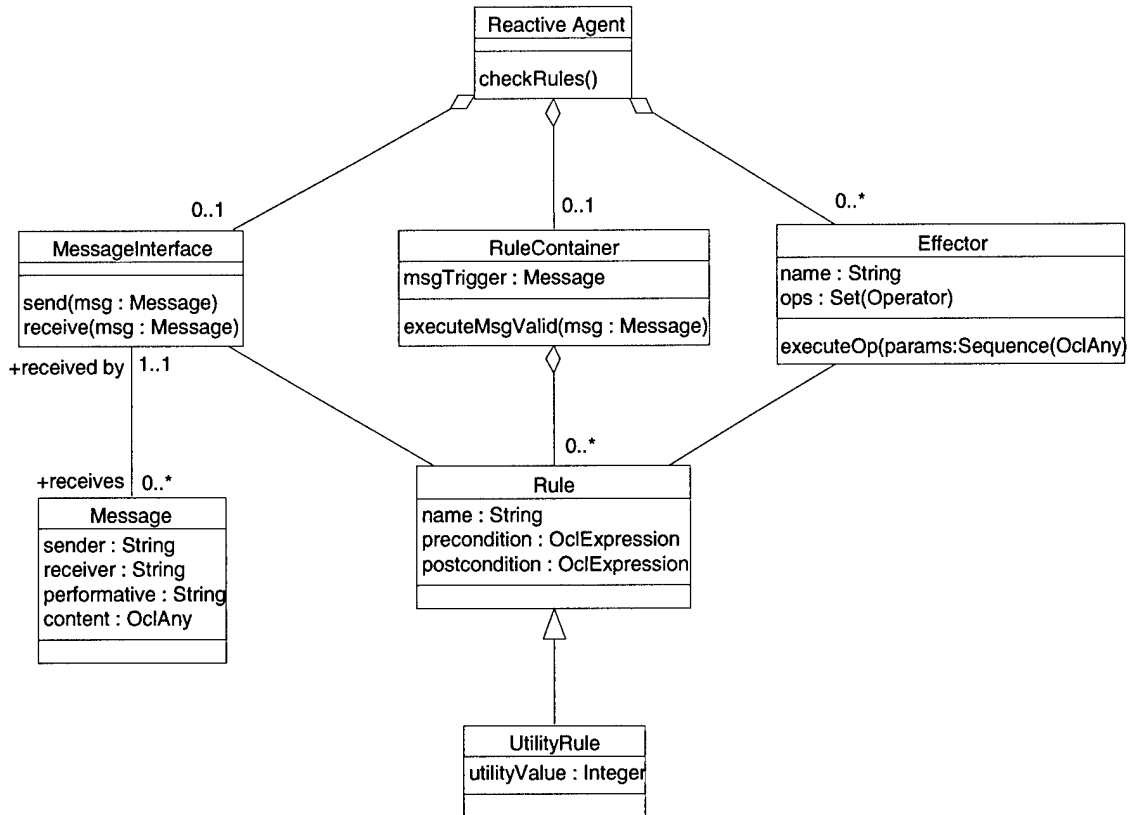 Reactive Agent
checkRules()
0..1
0..1
0..*
MessageInterface
send(msg : Message)
receive(msg : Message)
RuleContainer
msgTrigger : Message
executeMsgValid(msg : Message)
Effector
name : String
ops : Set(Operator)
executeOp(params:Sequence(OclAny)
+received by
1..1
+receives
0..*
0..*
Message
sender : String
receiver : String
performative : String
content : OclAny
Rule
name : String
precondition : OclExpression
postcondition : OclExpression
UtilityRule
utilityValue : Integer